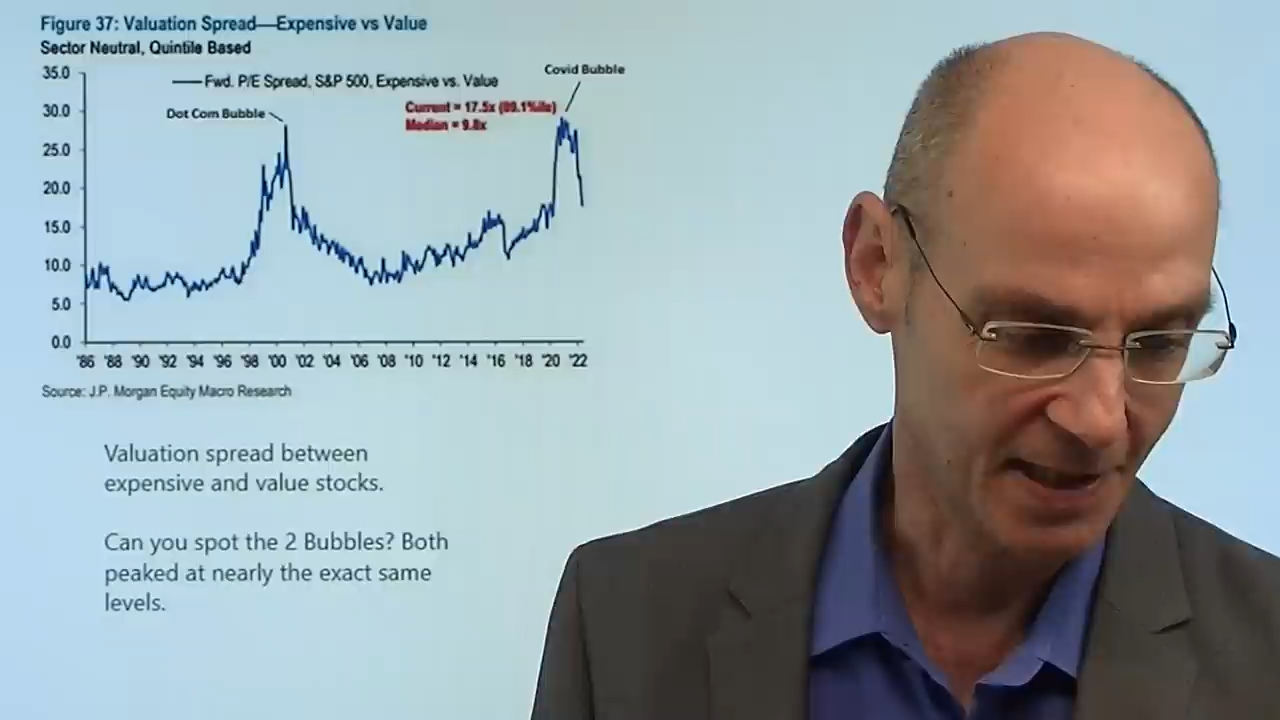 Figure 37: Valuation Spread—Expensive vs Value
Sector Neutral, Quintile Based
35.0
30.0
25.0
20.0
15.0
10.0
5.0
0.0
Fwd. P/E Spread, S&P 500, Expensive vs. Value
Covid Bubble
Dot Com Bubble
Current = 17.5x
Median = 9.8x
'86 '88 '90 '92 '94 '96 '98 '00 '02 '04 '06 '08 '10 '12 '14 '16 '18 '20 '22
Source: J.P. Morgan Equity Macro Research
Valuation spread between
expensive and value stocks.
Can you spot the 2 Bubbles? Both
peaked at nearly the exact same
levels.